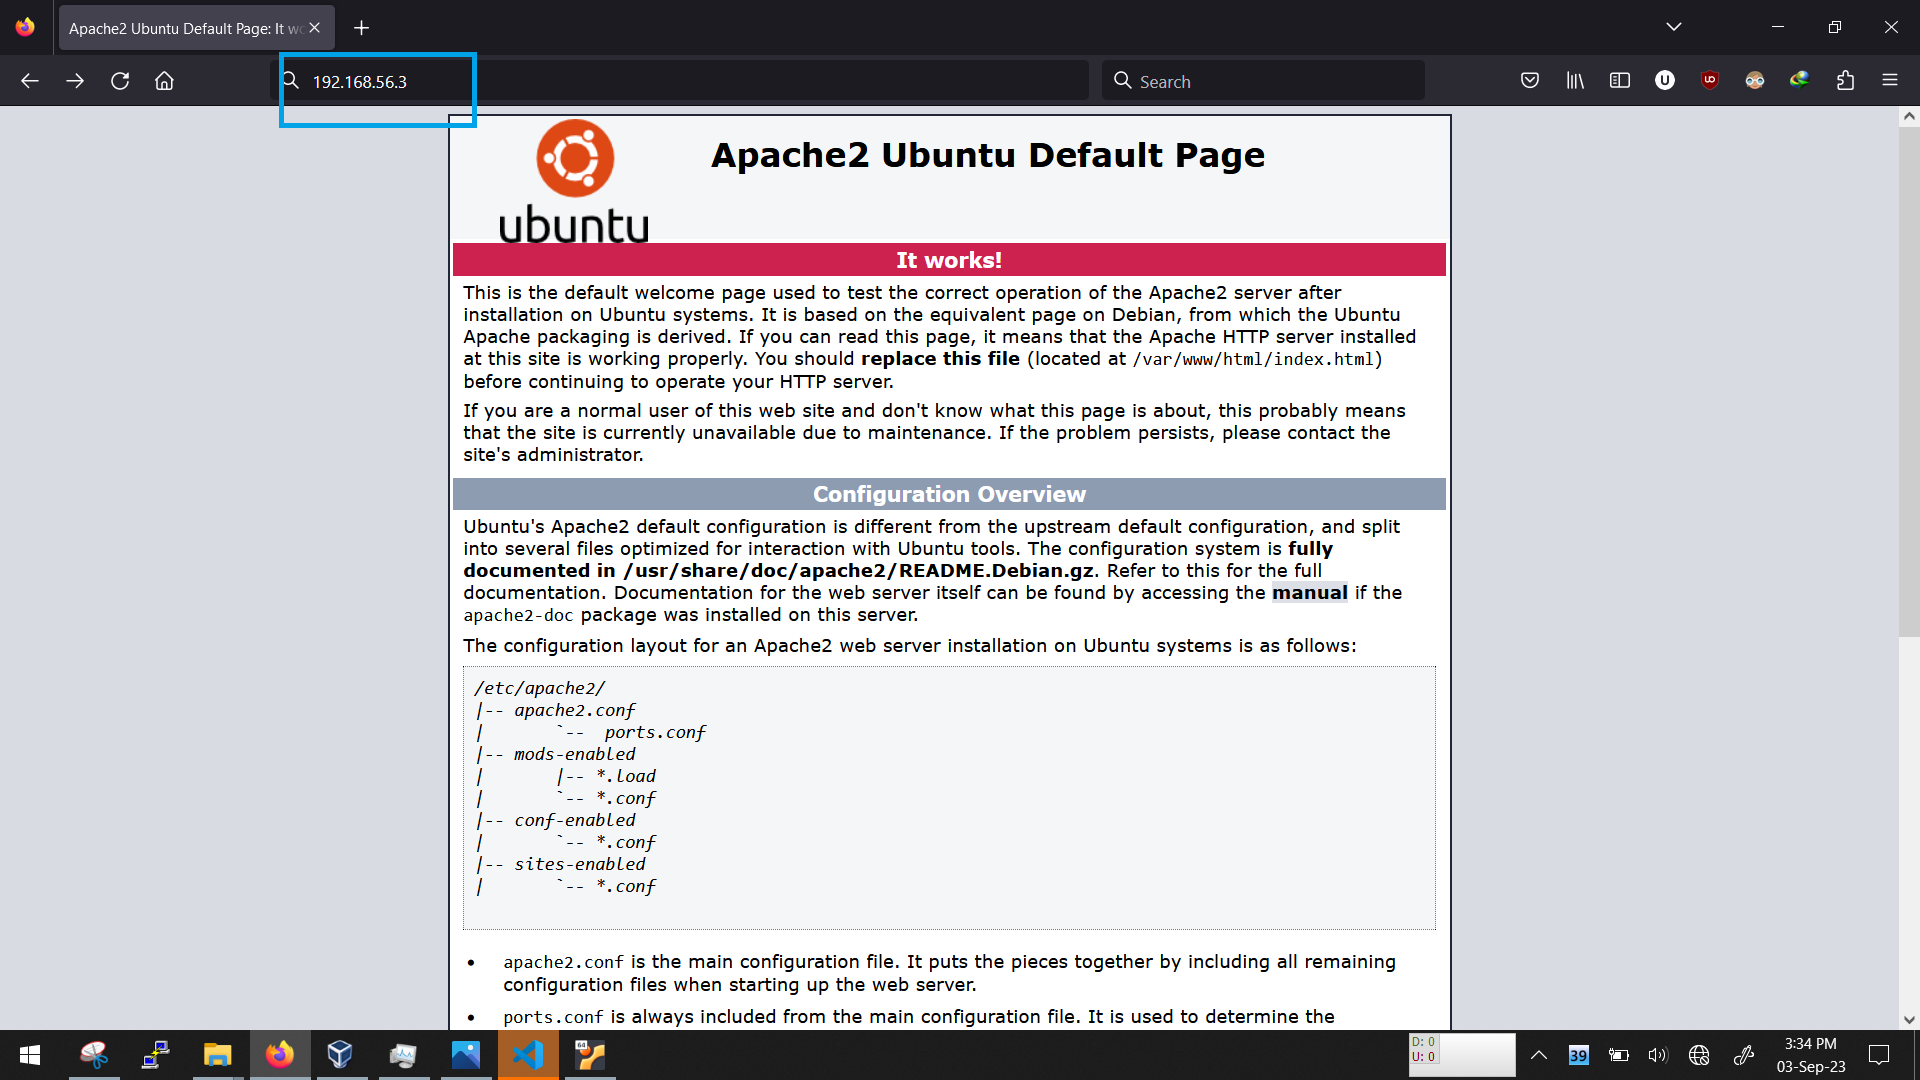 Apache2 Ubuntu Default Page: It wo
192.168.56.3
Search
ubuntu
Apache2 Ubuntu Default Page
It works!
This is the default welcome page used to test the correct operation of the Apache2 server after
installation on Ubuntu systems. It is based on the equivalent page on Debian, from which the Ubuntu
Apache packaging is derived. If you can read this page, it means that the Apache HTTP server installed
at this site is working properly. You should replace this file (located at /var/www/html/index.html)
before continuing to operate your HTTP server.
If you are a normal user of this web site and don't know what this page is about, this probably means
that the site is currently unavailable due to maintenance. If the problem persists, please contact the
site's administrator.
Configuration Overview
Ubuntu's Apache2 default configuration is different from the upstream default configuration, and split
into several files optimized for interaction with Ubuntu tools. The configuration system is fully
documented in /usr/share/doc/apache2/README.Debian.gz. Refer to this for the full
documentation. Documentation for the web server itself can be found by accessing the manual if the
apache2-doc package was installed on this server.
The configuration layout for an Apache2 web server installation on Ubuntu systems is as follows:
/etc/apache2/
|-- apache2.conf
|       `--  ports.conf
|-- mods-enabled
|       |-- *.load
|       `-- *.conf
|-- conf-enabled
|       `-- *.conf
|-- sites-enabled
|       `-- *.conf
• apache2.conf is the main configuration file. It puts the pieces together by including all remaining
configuration files when starting up the web server.
• ports.conf is always included from the main configuration file. It is used to determine the
64
D: 0
U: 0
39
3:34 PM
03-Sep-23